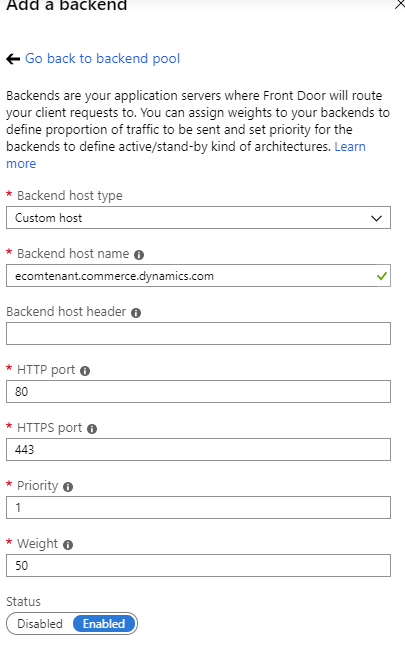 Add a backend
Go back to backend pool
Backends are your application servers where Front Door will route
your client requests to. You can assign weights to your backends to
define proportion of traffic to be sent and set priority for the
backends to define active/stand-by kind of architectures. Learn
more
* Backend host type
Custom host
* Backend host name
ecomtenant.commerce.dynamics.com
Backend host header
* HTTP port
80
* HTTPS port
443
* Priority
1
* Weight
50
Status
Disabled Enabled